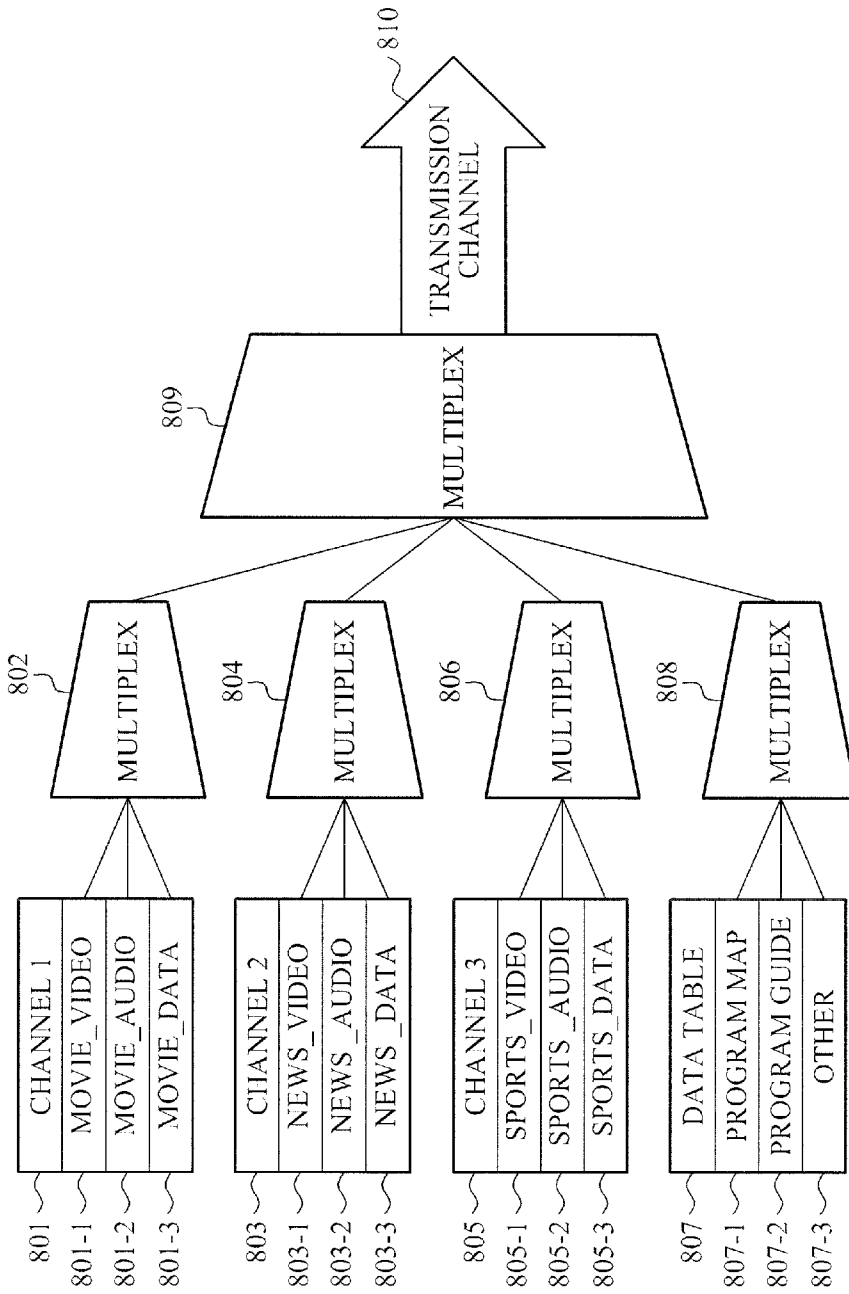 801
CHANNEL 1
801-1
MOVIE_VIDEO
801-2
MOVIE_AUDIO
801-3
MOVIE_DATA
802
MULTIPLEX
803
CHANNEL 2
803-1
NEWS_VIDEO
803-2
NEWS_AUDIO
803-3
NEWS_DATA
804
MULTIPLEX
805
CHANNEL 3
805-1
SPORTS_VIDEO
805-2
SPORTS_AUDIO
805-3
SPORTS_DATA
806
MULTIPLEX
807
DATA TABLE
807-1
PROGRAM MAP
807-2
PROGRAM GUIDE
807-3
OTHER
808
MULTIPLEX
809
MULTIPLEX
810
TRANSMISSION
CHANNEL